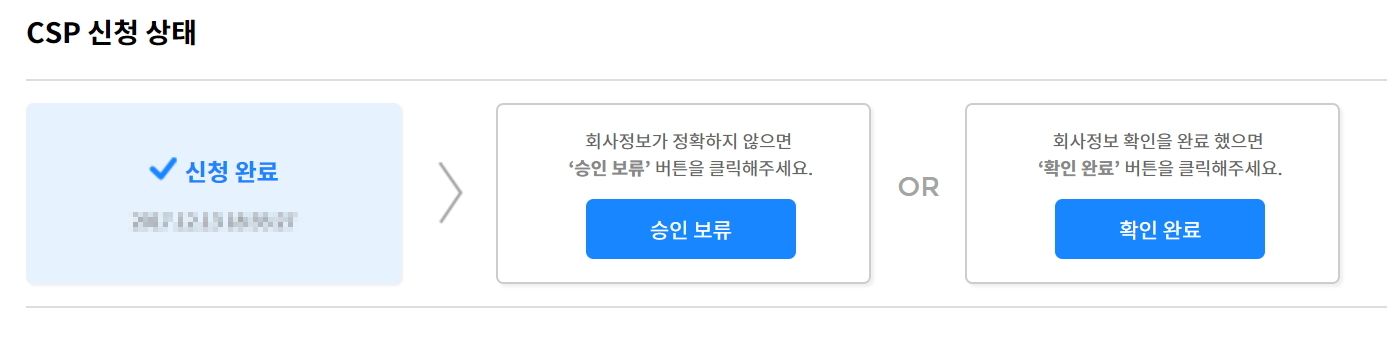 CSP 신청 상태
신청 완료
회사정보가 정확하지 않으면
‘승인 보류’ 버튼을 클릭해주세요.
승인 보류
OR
회사정보 확인을 완료 했으면
‘확인 완료’ 버튼을 클릭해주세요.
확인 완료